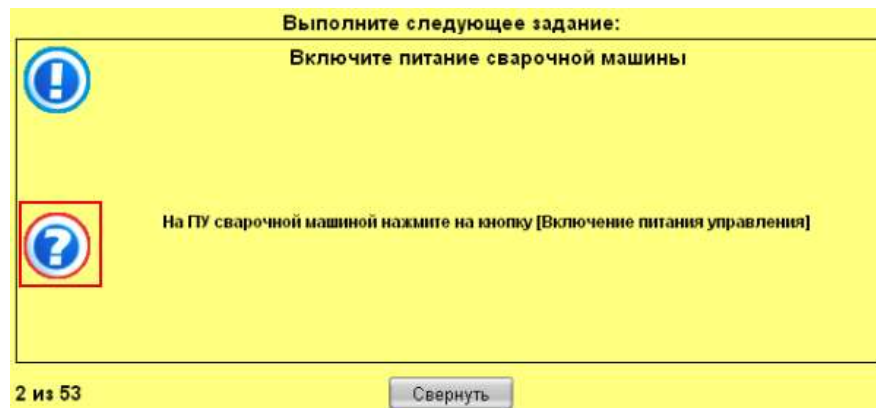 Выполните следующее задание:
Включите питание сварочной машины
На ПУ сварочной машиной нажмите на кнопку [Включение питания управления]
2 из 53
Свернуть